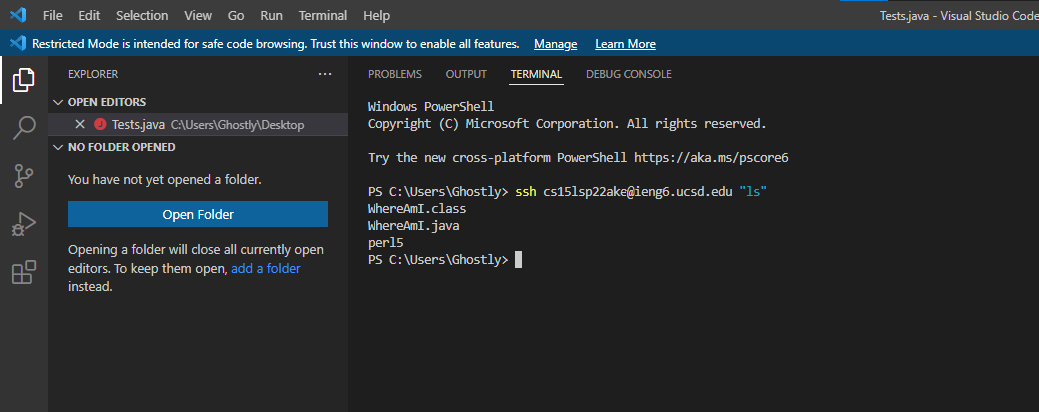 File Edit Selection View Go Run Terminal Help Tests.java - Visual Studio Code
Restricted Mode is intended for safe code browsing. Trust this window to enable all features. Manage Learn More
EXPLORER ...
OPEN EDITORS
Tests.java C:\Users\Ghostly\Desktop
NO FOLDER OPENED
You have not yet opened a folder.
Open Folder
Opening a folder will close all currently open
editors. To keep them open, add a folder
instead.
PROBLEMS OUTPUT TERMINAL DEBUG CONSOLE
Windows PowerShell
Copyright (C) Microsoft Corporation. All rights reserved.
Try the new cross-platform PowerShell https://aka.ms/pscore6
PS C:\Users\Ghostly> ssh cs15lsp22ake@ieng6.ucsd.edu "ls"
WhereAmI.class
WhereAmI.java
perl5
PS C:\Users\Ghostly>